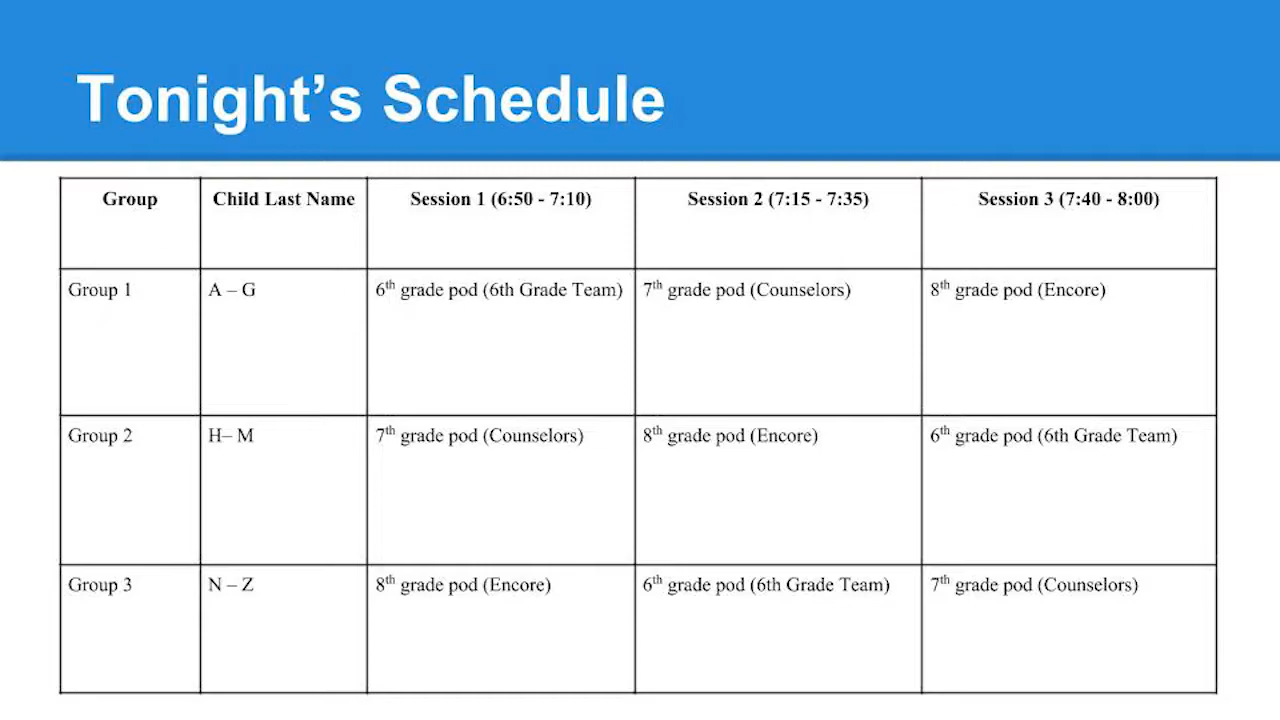 Tonight’s Schedule
Group Child Last Name Session 1 (6:50 - 7:10) Session 2 (7:15 - 7:35) Session 3 (7:40 - 8:00)
Group 1 A – G 6th grade pod (6th Grade Team) 7th grade pod (Counselors) 8th grade pod (Encore)
Group 2 H– M 7th grade pod (Counselors) 8th grade pod (Encore) 6th grade pod (6th Grade Team)
Group 3 N – Z 8th grade pod (Encore) 6th grade pod (6th Grade Team) 7th grade pod (Counselors)